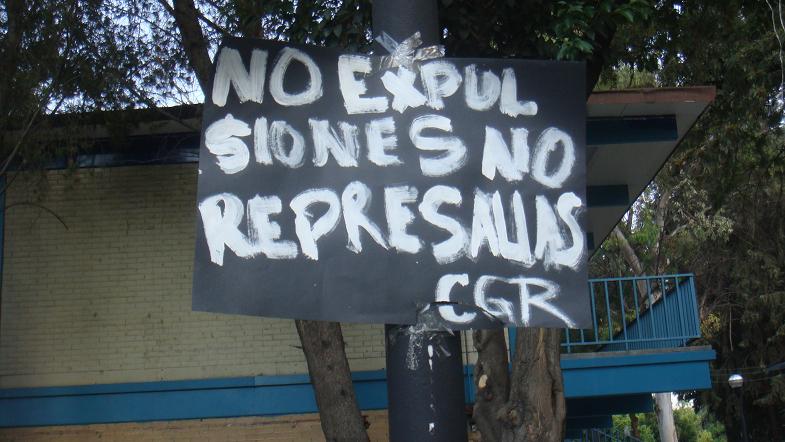 NO EXPUL
SIONES NO
REPRESALIAS
CGR